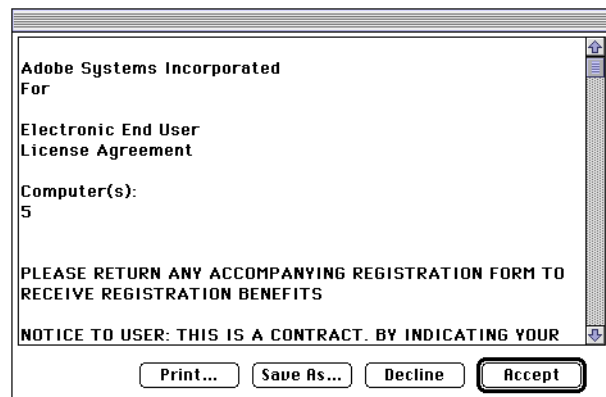 Adobe Systems Incorporated
For
Electronic End User
License Agreement
Computer(s):
5
PLEASE RETURN ANY ACCOMPANYING REGISTRATION FORM TO
RECEIVE REGISTRATION BENEFITS
NOTICE TO USER: THIS IS A CONTRACT. BY INDICATING YOUR
Print... Save As... Decline Accept